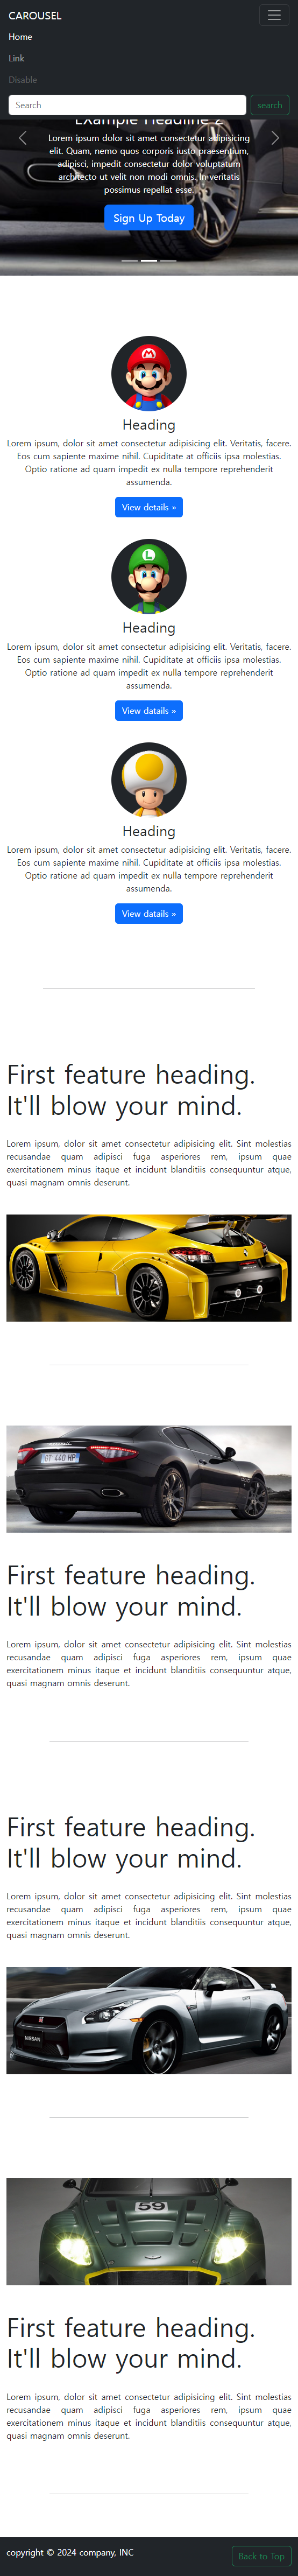 CAROUSEL
Home
Link
Disable
Search
search
Example Headline 2
Lorem ipsum dolor sit amet consectetur adipisicing
elit. Quam, nemo quos corporis iusto praesentium,
adipisci, impedit consectetur dolor voluptatum
architecto ut velit non modi omnis. In veritatis
possimus repellat esse.
Sign Up Today
Heading
Lorem ipsum, dolor sit amet consectetur adipisicing elit. Veritatis, facere.
Eos cum sapiente maxime nihil. Cupiditate at officiis ipsa molestias.
Optio ratione ad quam impedit ex nulla tempore reprehenderit
assumenda.
View details »
Heading
Lorem ipsum, dolor sit amet consectetur adipisicing elit. Veritatis, facere.
Eos cum sapiente maxime nihil. Cupiditate at officiis ipsa molestias.
Optio ratione ad quam impedit ex nulla tempore reprehenderit
assumenda.
View datails »
Heading
Lorem ipsum, dolor sit amet consectetur adipisicing elit. Veritatis, facere.
Eos cum sapiente maxime nihil. Cupiditate at officiis ipsa molestias.
Optio ratione ad quam impedit ex nulla tempore reprehenderit
assumenda.
View datails »
First feature heading.
It'll blow your mind.
Lorem ipsum, dolor sit amet consectetur adipisicing elit. Sint molestias
recusandae quam adipisci fuga asperiores rem, ipsum quae
exercitationem minus itaque et incidunt blanditiis consequuntur atque,
quasi magnam omnis deserunt.
440 HP
First feature heading.
It'll blow your mind.
Lorem ipsum, dolor sit amet consectetur adipisicing elit. Sint molestias
recusandae quam adipisci fuga asperiores rem, ipsum quae
exercitationem minus itaque et incidunt blanditiis consequuntur atque,
quasi magnam omnis deserunt.
First feature heading.
It'll blow your mind.
Lorem ipsum, dolor sit amet consectetur adipisicing elit. Sint molestias
recusandae quam adipisci fuga asperiores rem, ipsum quae
exercitationem minus itaque et incidunt blanditiis consequuntur atque,
quasi magnam omnis deserunt.
NISSAN
59
First feature heading.
It'll blow your mind.
Lorem ipsum, dolor sit amet consectetur adipisicing elit. Sint molestias
recusandae quam adipisci fuga asperiores rem, ipsum quae
exercitationem minus itaque et incidunt blanditiis consequuntur atque,
quasi magnam omnis deserunt.
copyright © 2024 company, INC
Back to Top